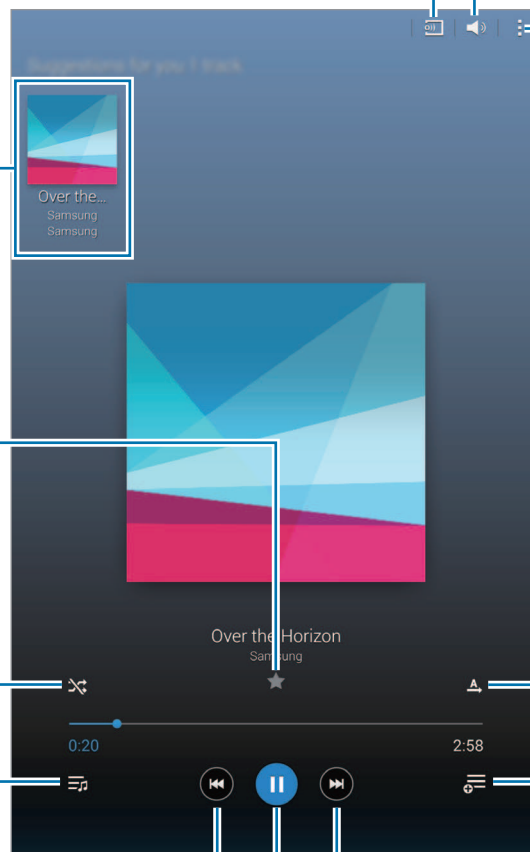 Suggestions for you 1 track
Over the...
Samsung
Samsung
Over the Horizon
Samsung
A
0:20
2:58